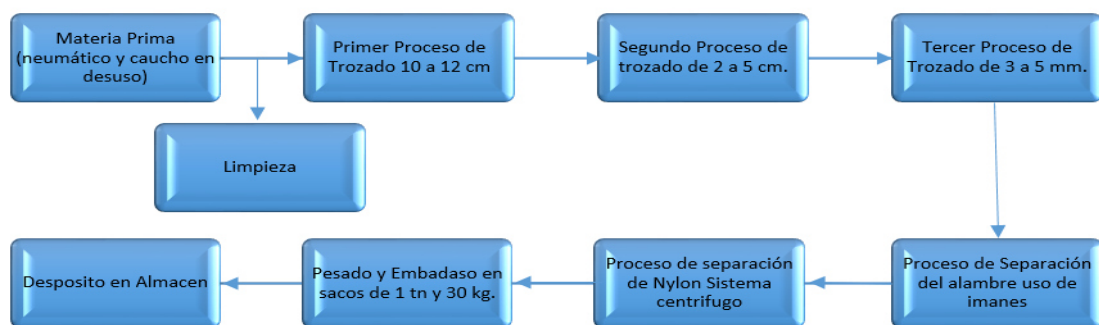 Materia Prima
(neumático y caucho en
desuso)
Primer Proceso de
Trozado 10 a 12 cm
Segundo Proceso de
trozado de 2 a 5 cm.
Tercer Proceso de
Trozado de 3 a 5 mm.
Limpieza
Desposito en Almacen
Pesado y Embadaso en
sacos de 1 tn y 30 kg.
Proceso de separación
de Nylon Sistema
centrifugo
Proceso de Separación
del alambre uso de
imanes